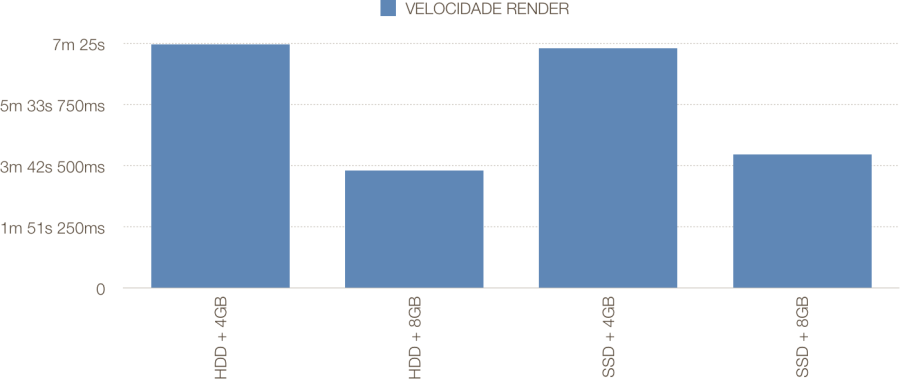 VELOCIDADE RENDER
7m 25s
5m 33s 750ms
3m 42s 500ms
1m 51s 250ms
0
HDD + 4GB
HDD + 8GB
SSD + 4GB
SSD + 8GB